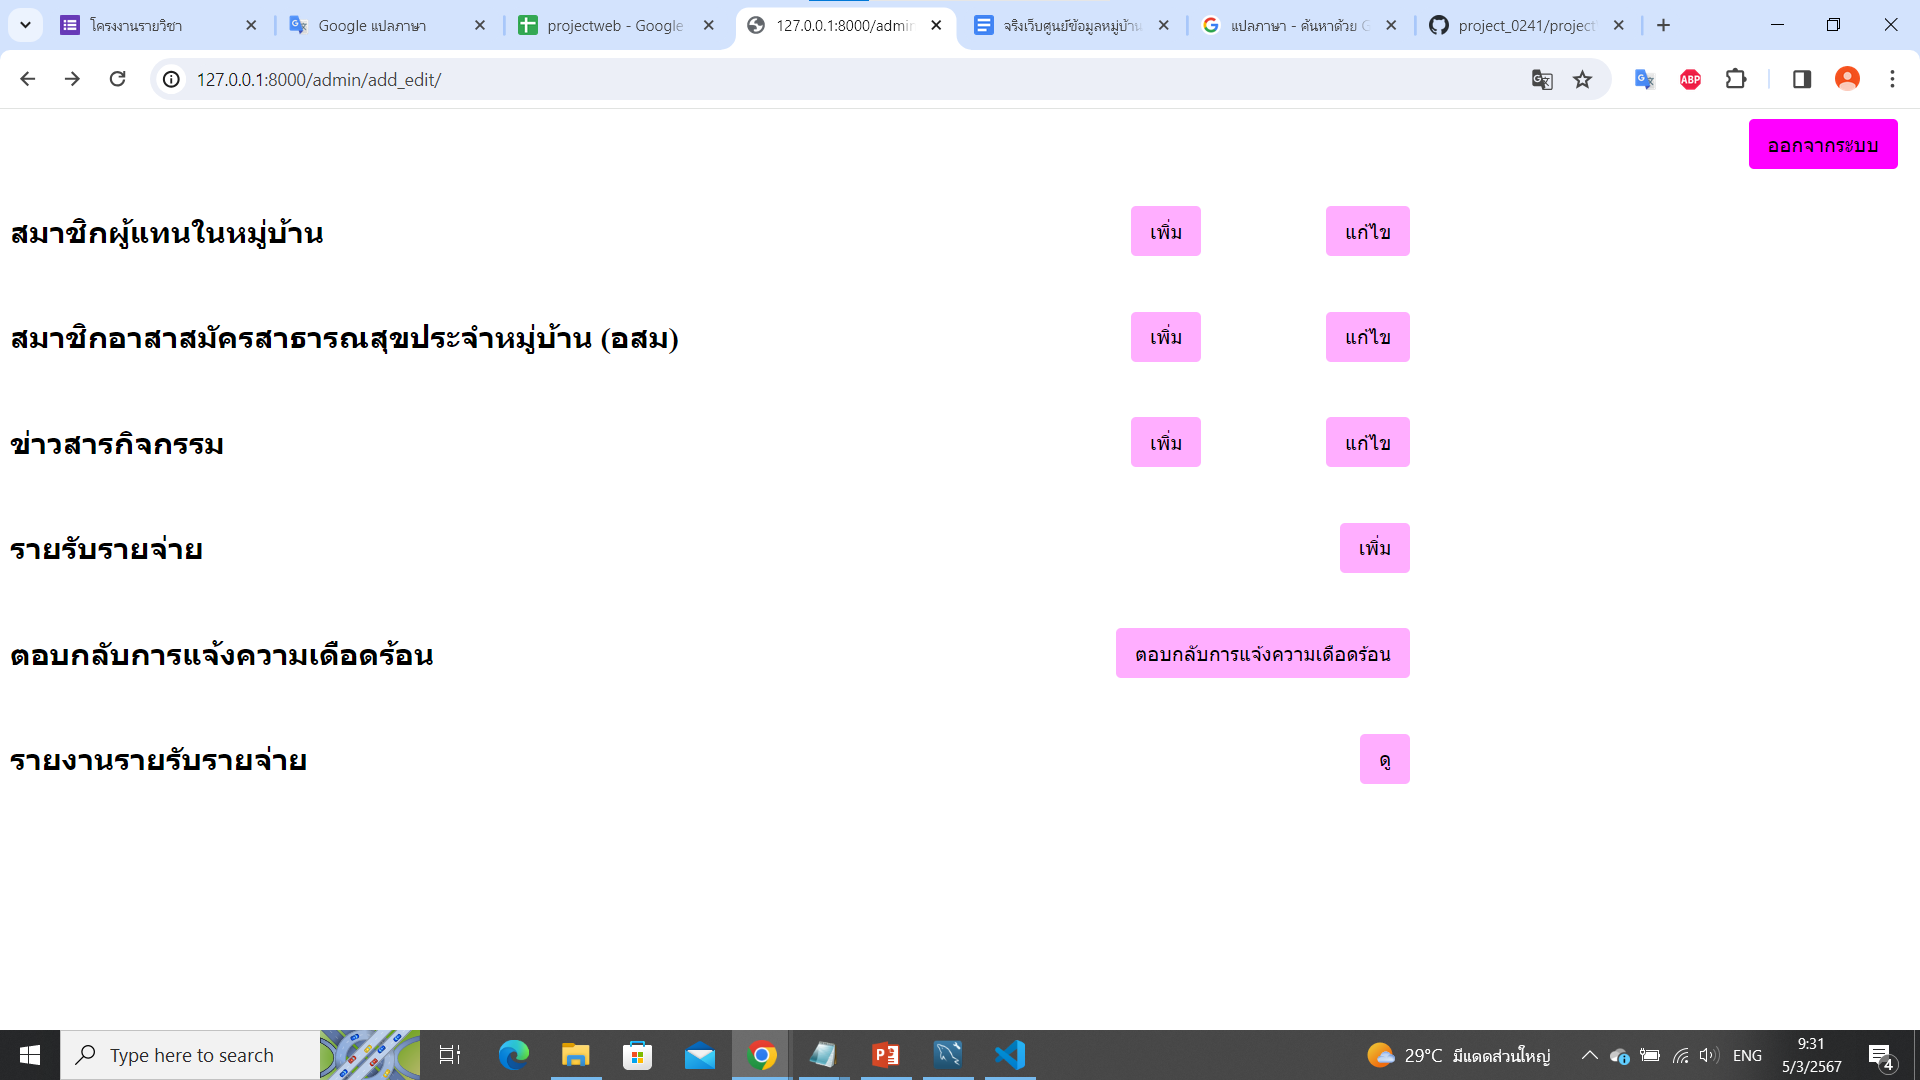 โครงงานรายวิชา
Google แปลภาษา
projectweb - Google
127.0.0.1:8000/admin
จริงเว็บศูนย์ข้อมูลหมู่บ้าน
แปลภาษา - ค้นหาด้วย G
project_0241/project
127.0.0.1:8000/admin/add_edit/
ABP
ออกจากระบบ
สมาชิกผู้แทนในหมู่บ้าน เพิ่ม แก้ไข
สมาชิกอาสาสมัครสาธารณสุขประจำหมู่บ้าน (อสม) เพิ่ม แก้ไข
ข่าวสารกิจกรรม เพิ่ม แก้ไข
รายรับรายจ่าย เพิ่ม
ตอบกลับการแจ้งความเดือดร้อน ตอบกลับการแจ้งความเดือดร้อน
รายงานรายรับรายจ่าย ดู
Type here to search
29°C มีแดดส่วนใหญ่
ENG
9:31
5/3/2567
4